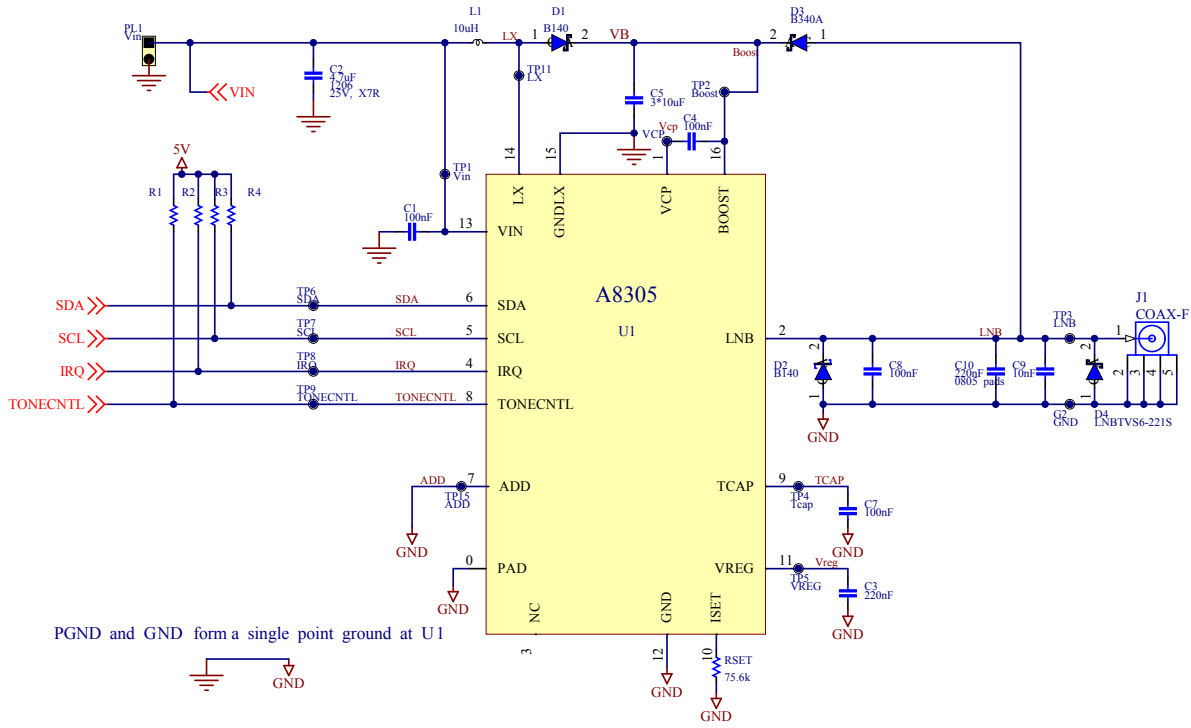 PL1
Vin
L1
10uH
LX
1
D1
B140
2
VB
D3
B340A
2
1
Boost
VIN
C2
4.7uF
1206
25V, X7R
TP11
LX
C5
3*10uF
TP2
Boost
Vcp
VCP
C4
100nF
14
15
1
16
5V
R1
R2
R3
R4
TP1
Vin
C1
100nF
13
VIN
LX
GNDLX
VCP
BOOST
A8305
U1
SDA
TP6
SDA
SDA
6
SDA
SCL
TP7
SCL
SCL
5
SCL
IRQ
TP8
IRQ
IRQ
4
IRQ
TONECNTL
TP9
TONECNTL
TONECNTL
8
TONECNTL
LNB
2
D2
B140
2
1
GND
C8
100nF
LNB
C10
220nF
0805 pads
C9
10nF
TP3
LNB
G2
GND
2
1
D4
LNBTVS6-221S
J1
COAX-F
1
2
3
4
5
ADD
TP15
ADD
7
ADD
GND
TCAP
9
TCAP
TP4
Tcap
C7
100nF
GND
0
PAD
GND
VREG
11
Vreg
TP5
VREG
C3
220nF
GND
NC
3
GND
12
GND
ISET
10
RSET
75.6k
GND
PGND and GND form a single point ground at U1
GND